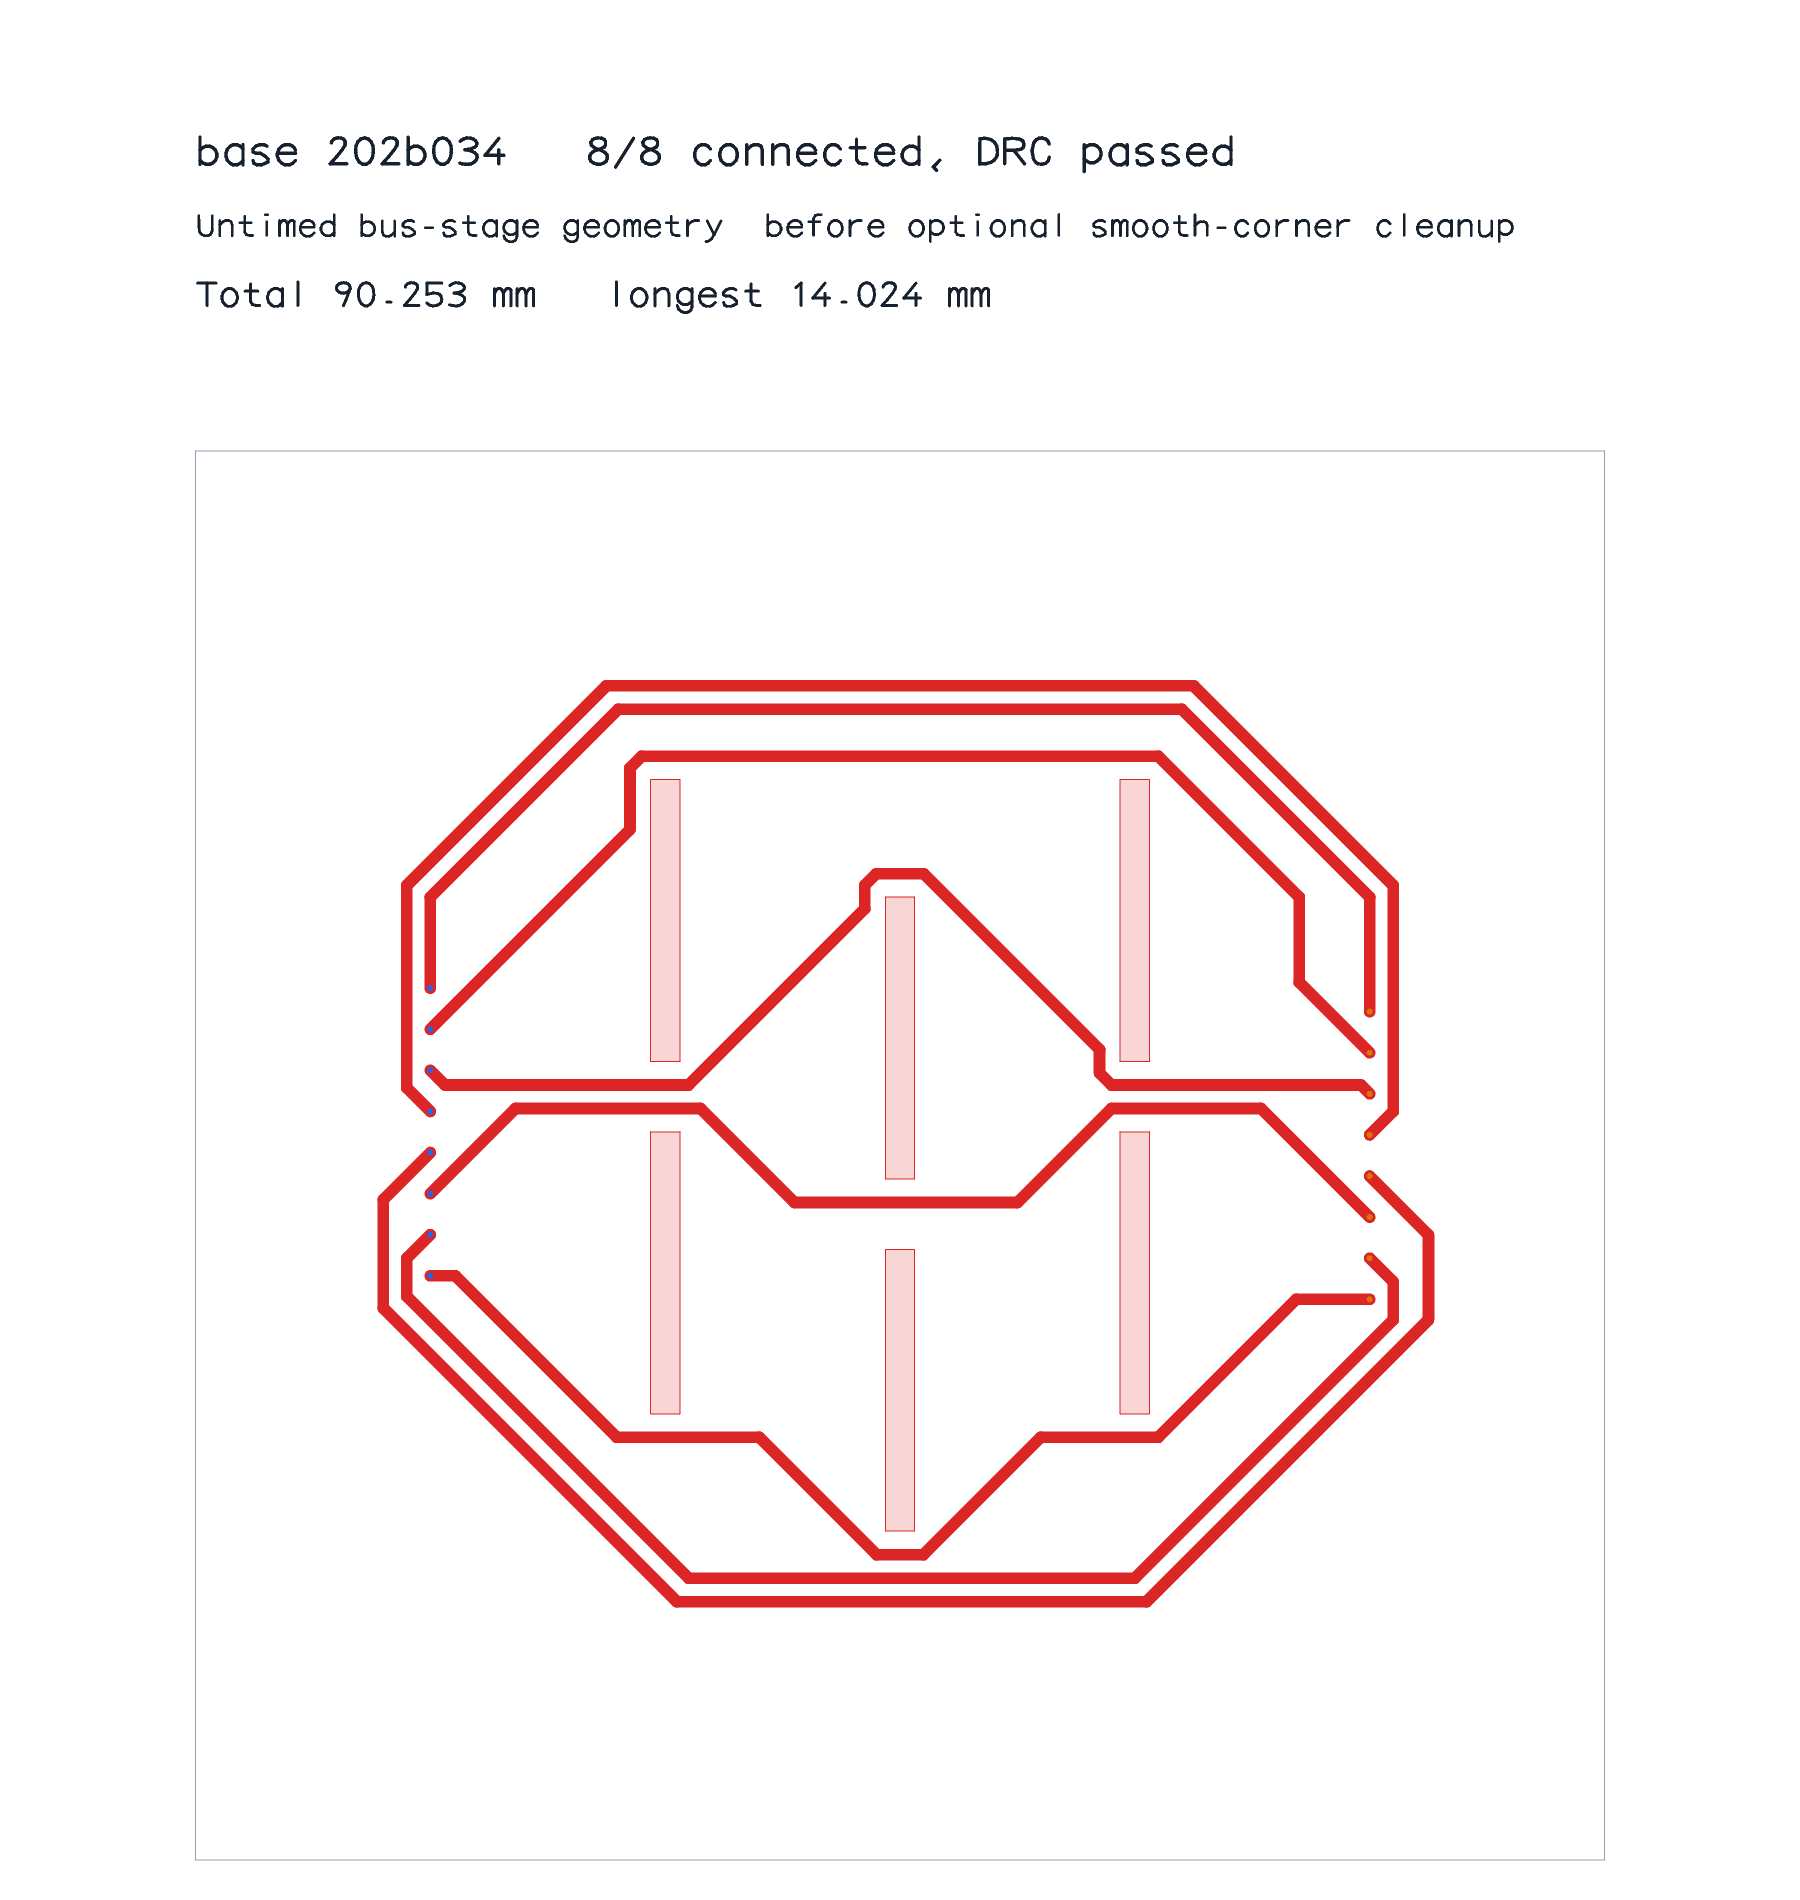 base 202b034 8/8 connected, DRC passed
Untimed bus-stage geometry before optional smooth-corner cleanup
Total 90.253 mm longest 14.024 mm